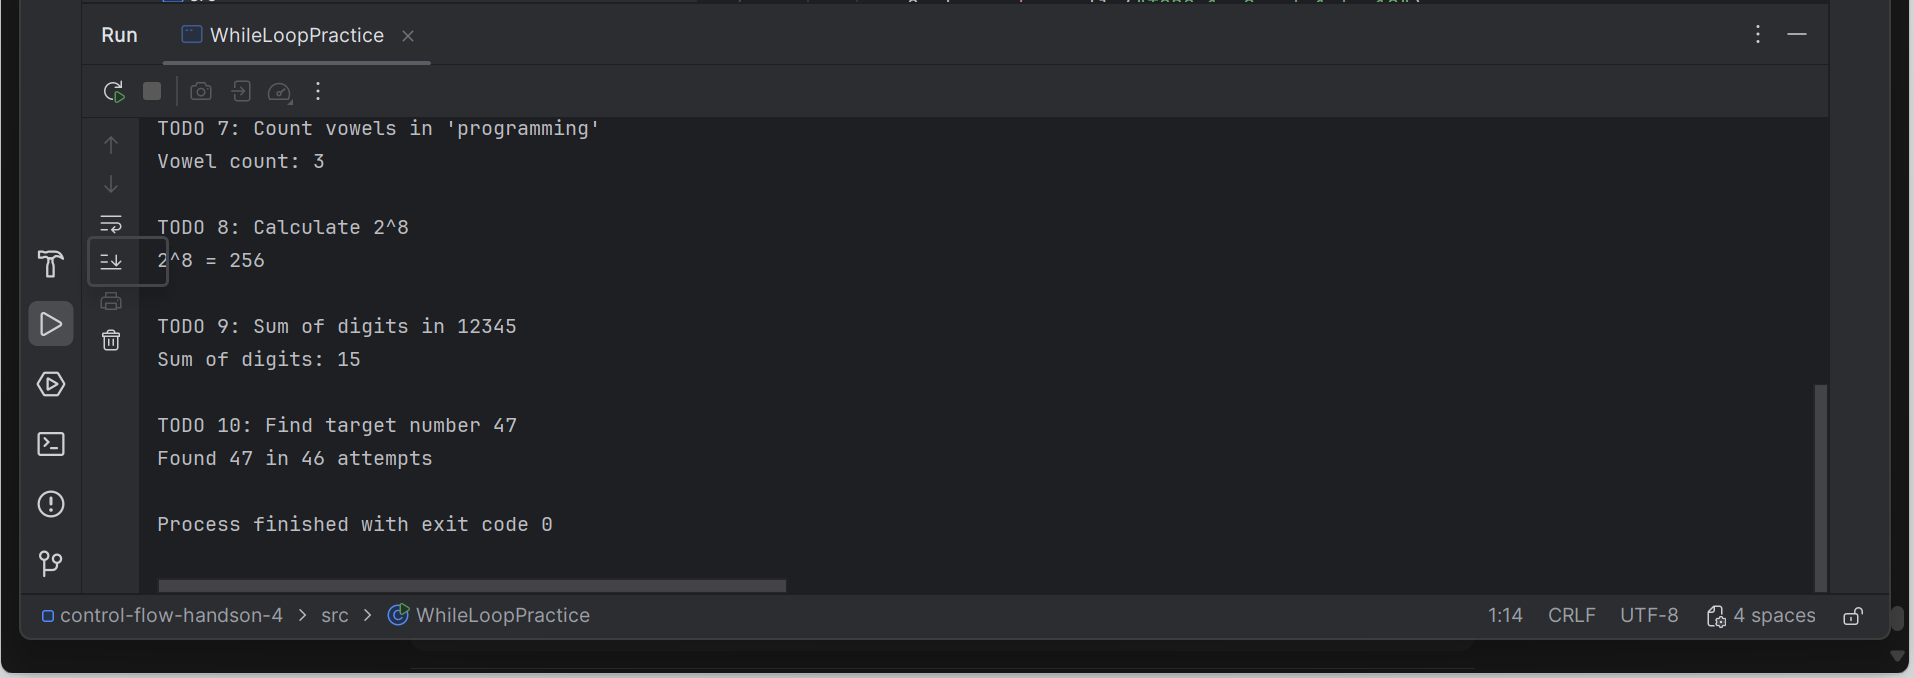 Run WhileLoopPractice
TODO 7: Count vowels in 'programming'
Vowel count: 3
TODO 8: Calculate 2^8
2^8 = 256
TODO 9: Sum of digits in 12345
Sum of digits: 15
TODO 10: Find target number 47
Found 47 in 46 attempts
Process finished with exit code 0
control-flow-handson-4 > src > WhileLoopPractice 1:14 CRLF UTF-8 4 spaces